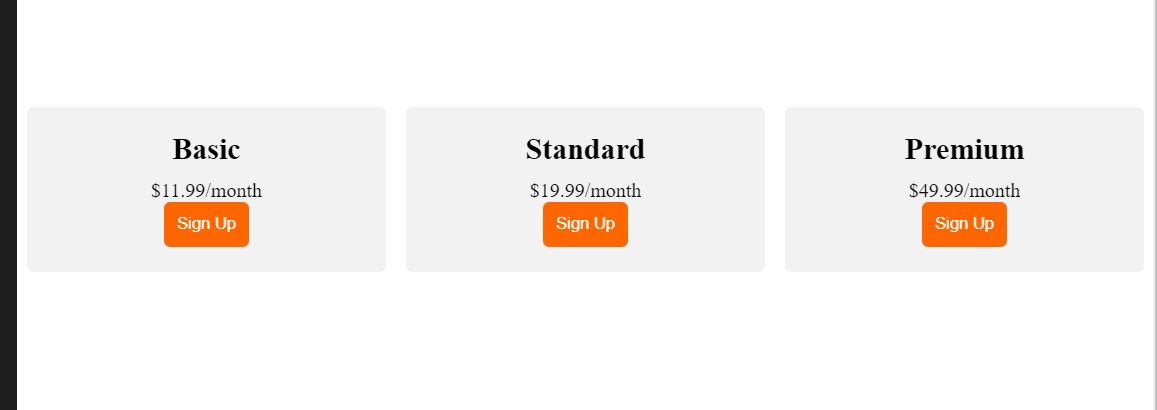 Basic
$11.99/month
Sign Up
Standard
$19.99/month
Sign Up
Premium
$49.99/month
Sign Up